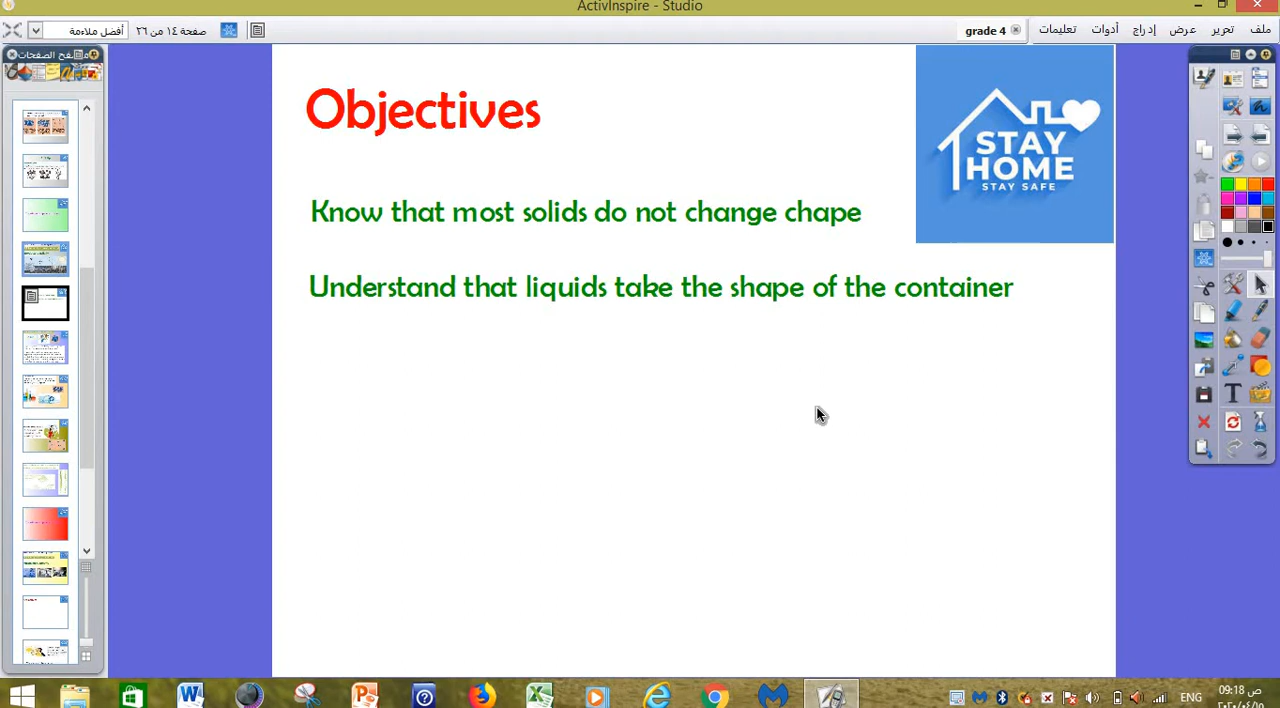 ActivInspire - Studio
ملف تحرير عرض إدراج أدوات تعليمات
grade 4
صفحة ١٤ من ٢٦
أفضل ملاءمة
Objectives
STAY
HOME
STAY SAFE
Know that most solids do not change chape
Understand that liquids take the shape of the container
ENG
09:18 ص